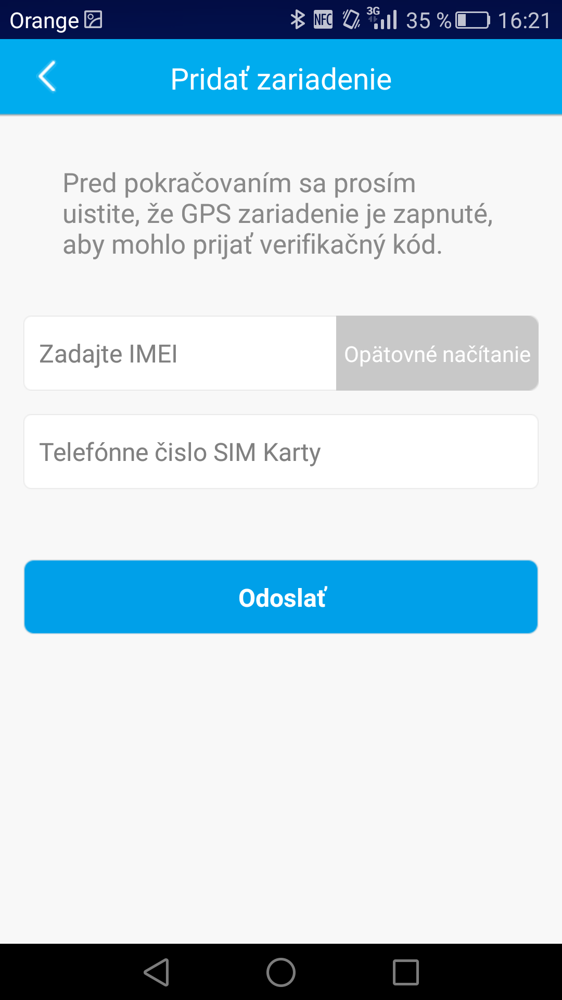 Orange 3G 35 % 16:21
NFC
Pridať zariadenie
Pred pokračovaním sa prosím
uistite, že GPS zariadenie je zapnuté,
aby mohlo prijať verifikačný kód.
Zadajte IMEI
Opätovné načítanie
Telefónne čislo SIM Karty
Odoslať